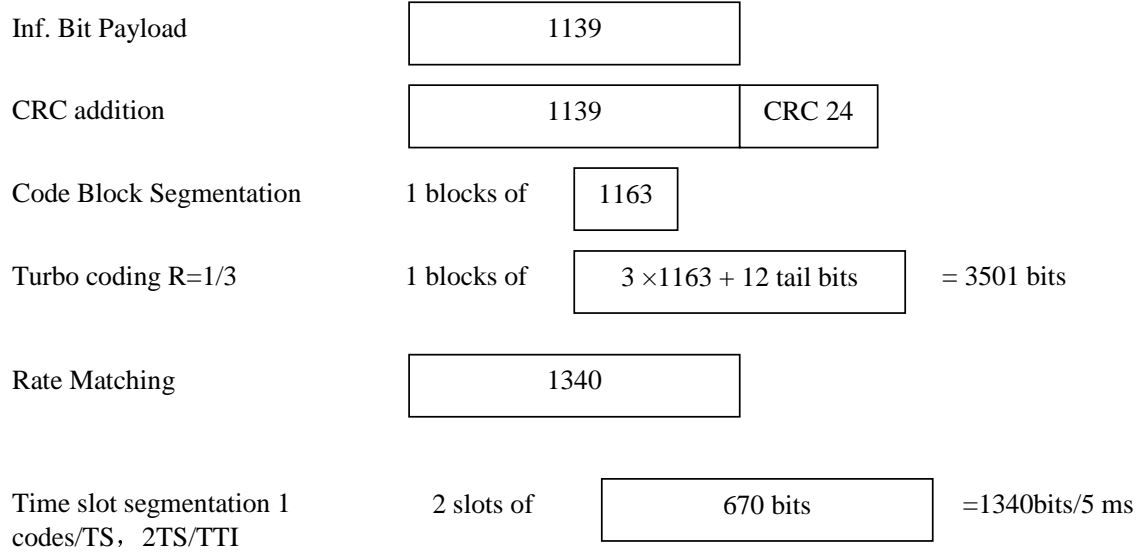 Inf. Bit Payload 1139
CRC addition 1139 CRC 24
Code Block Segmentation 1 blocks of 1163
Turbo coding R=1/3 1 blocks of 3 ×1163 + 12 tail bits = 3501 bits
Rate Matching 1340
Time slot segmentation 1 2 slots of 670 bits =1340bits/5 ms
codes/TS，2TS/TTI